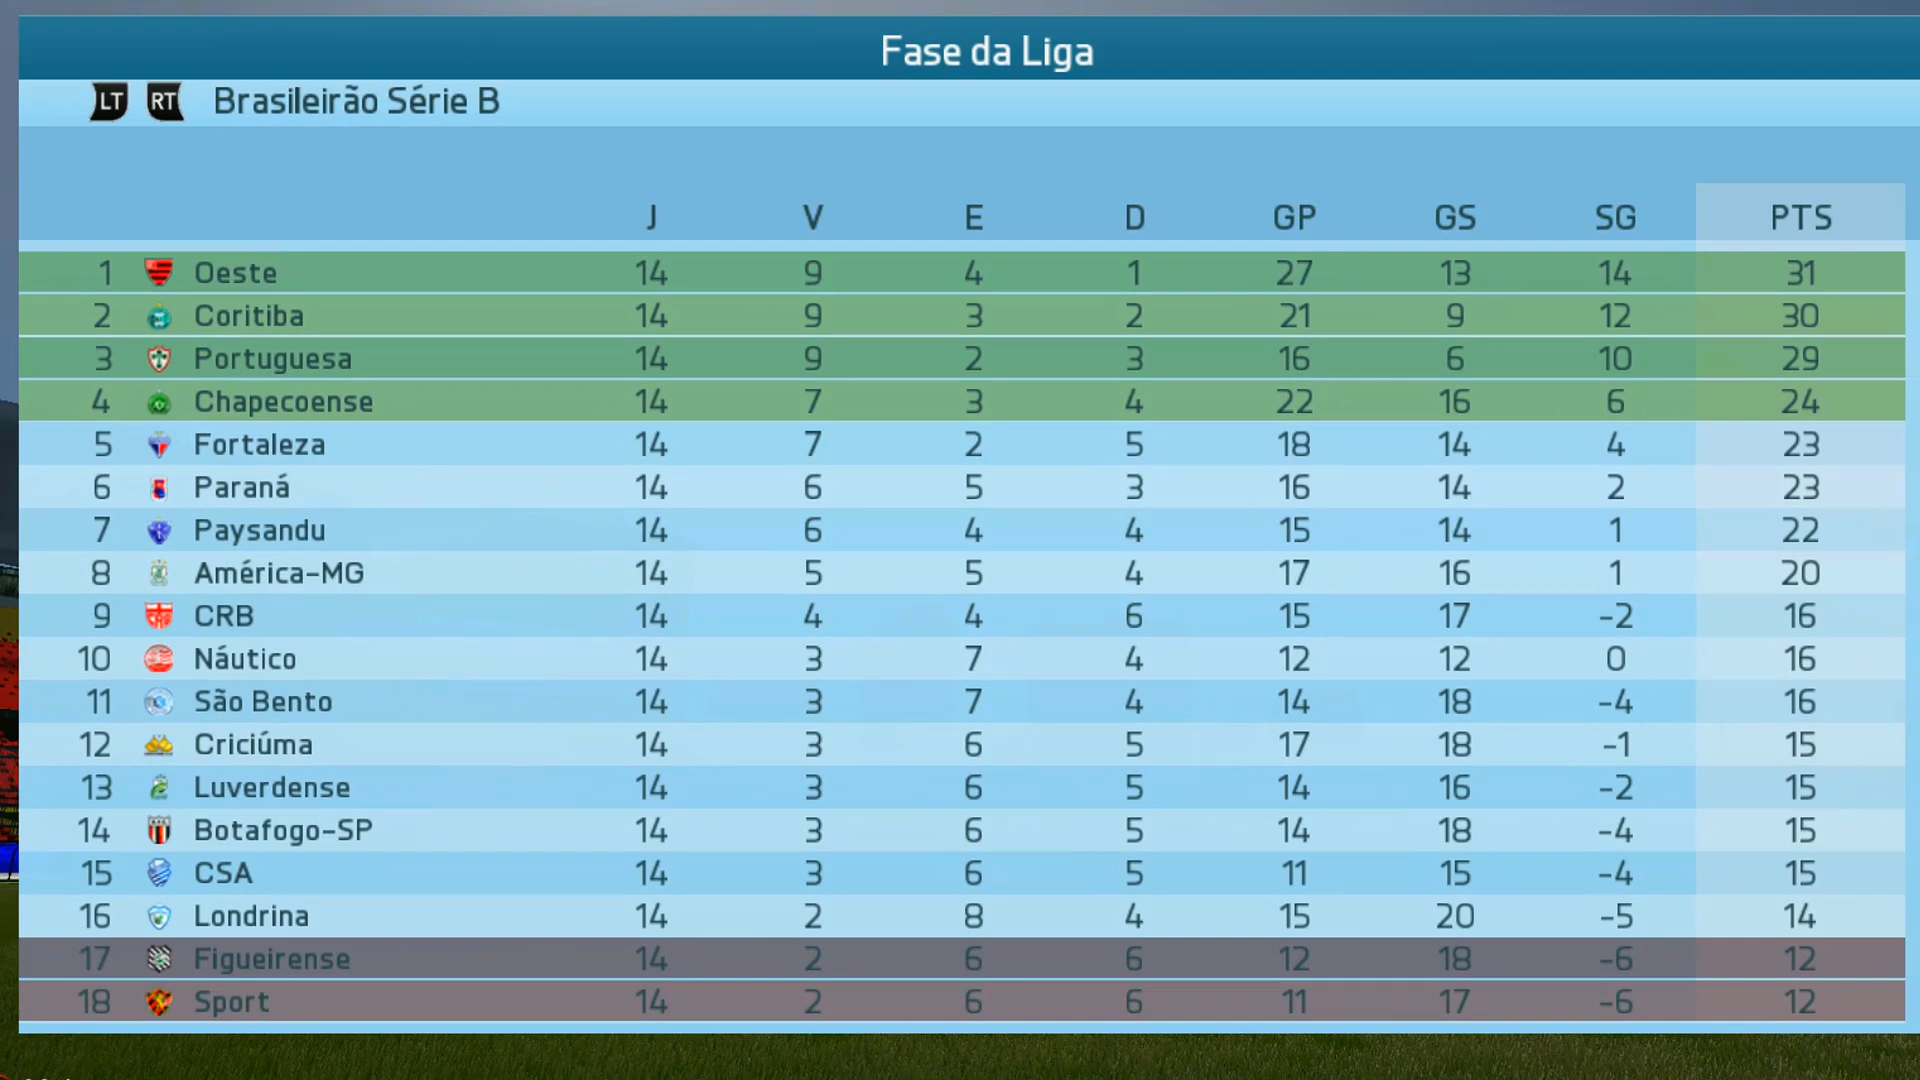 Fase da Liga
LT RT Brasileirão Série B
J V E D GP GS SG PTS
1 Oeste 14 9 4 1 27 13 14 31
2 Coritiba 14 9 3 2 21 9 12 30
3 Portuguesa 14 9 2 3 16 6 10 29
4 Chapecoense 14 7 3 4 22 16 6 24
5 Fortaleza 14 7 2 5 18 14 4 23
6 Paraná 14 6 5 3 16 14 2 23
7 Paysandu 14 6 4 4 15 14 1 22
8 América-MG 14 5 5 4 17 16 1 20
9 CRB 14 4 4 6 15 17 -2 16
10 Náutico 14 3 7 4 12 12 0 16
11 São Bento 14 3 7 4 14 18 -4 16
12 Criciúma 14 3 6 5 17 18 -1 15
13 Luverdense 14 3 6 5 14 16 -2 15
14 Botafogo-SP 14 3 6 5 14 18 -4 15
15 CSA 14 3 6 5 11 15 -4 15
16 Londrina 14 2 8 4 15 20 -5 14
17 Figueirense 14 2 6 6 12 18 -6 12
18 Sport 14 2 6 6 11 17 -6 12